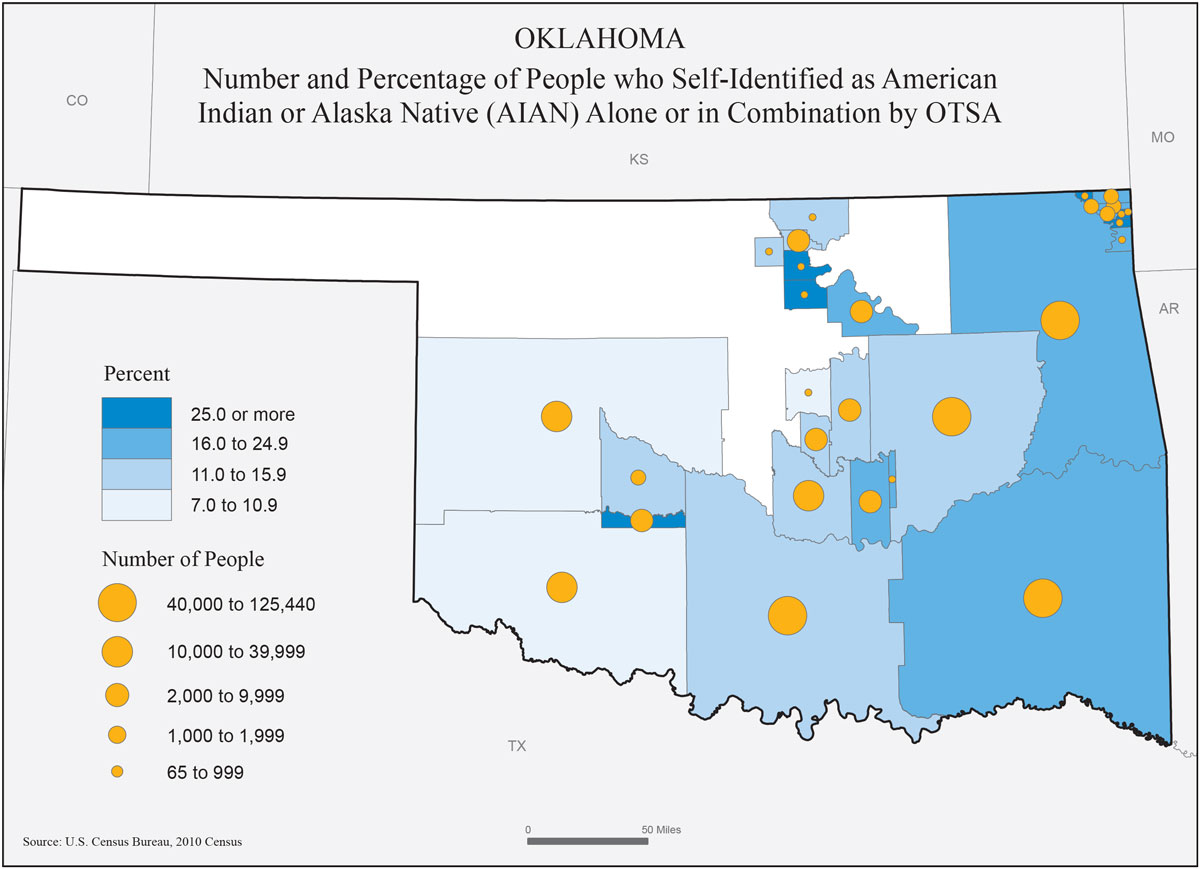 OKLAHOMA
Number and Percentage of People who Self-Identified as American
Indian or Alaska Native (AIAN) Alone or in Combination by OTSA
CO
KS
MO
AR
Percent
25.0 or more
16.0 to 24.9
11.0 to 15.9
7.0 to 10.9
Number of People
40,000 to 125,440
10,000 to 39,999
2,000 to 9,999
1,000 to 1,999
65 to 999
TX
0 50 Miles
Source: U.S. Census Bureau, 2010 Census